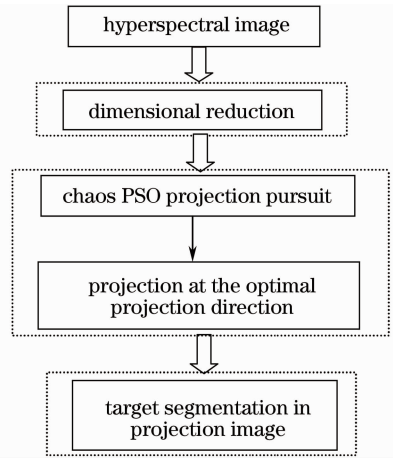 hyperspectral image
dimensional reduction
chaos PSO projection pursuit
projection at the optimal
projection direction
target segmentation in
projection image